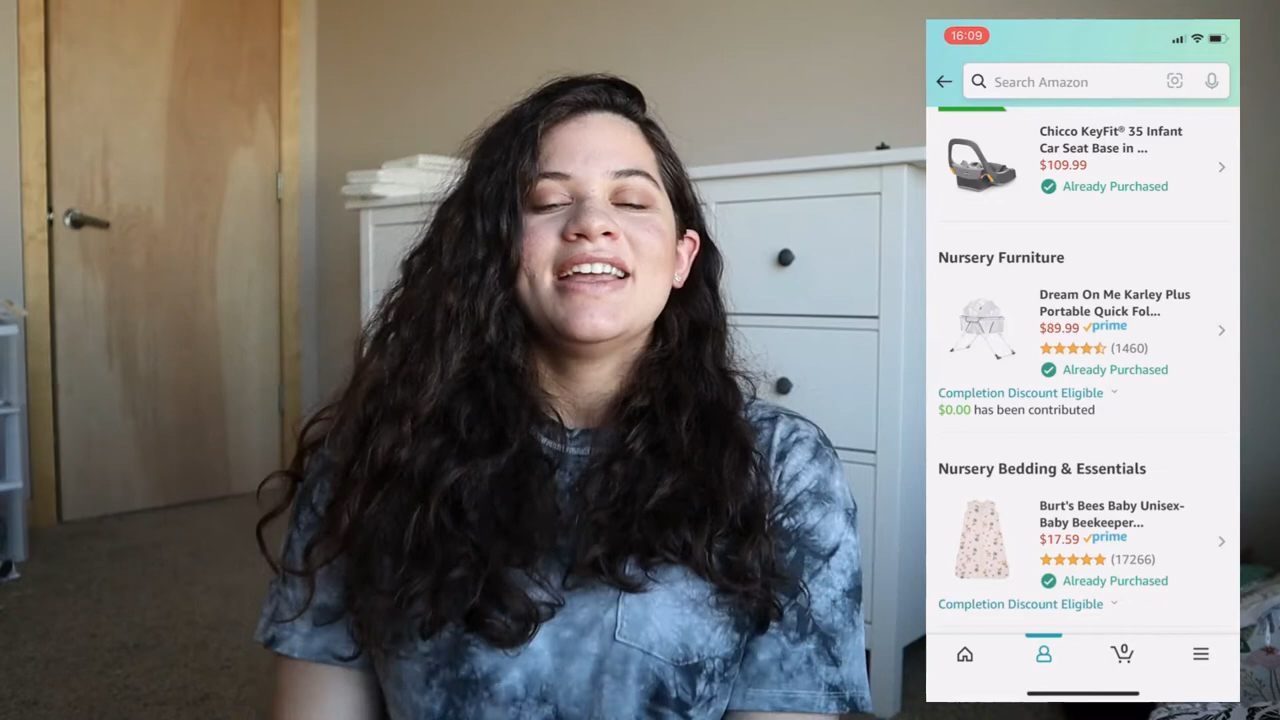 16:09
Search Amazon
Chicco KeyFit® 35 Infant
Car Seat Base in ...
$109.99
Already Purchased
Nursery Furniture
Dream On Me Karley Plus
Portable Quick Fol...
$89.99 prime
(1460)
Already Purchased
Completion Discount Eligible
$0.00 has been contributed
Nursery Bedding & Essentials
Burt's Bees Baby Unisex-
Baby Beekeeper...
$17.59 prime
(17266)
Already Purchased
Completion Discount Eligible
0